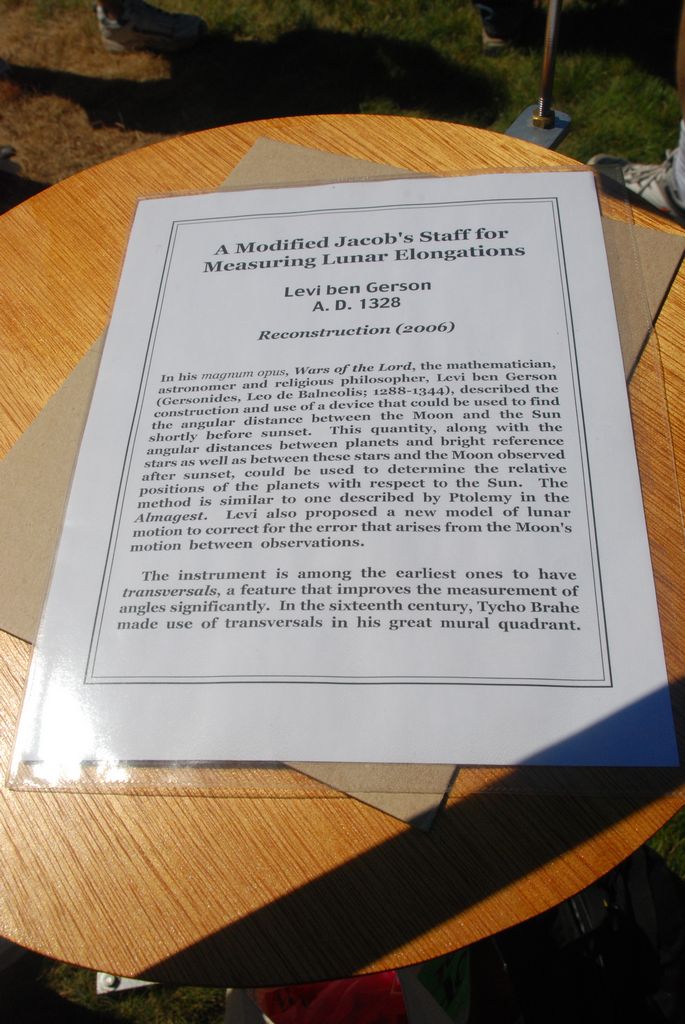 A Modified Jacob's Staff for
Measuring Lunar Elongations
Levi ben Gerson
A. D. 1328
Reconstruction (2006)
In his magnum opus, Wars of the Lord, the mathematician,
astronomer and religious philosopher, Levi ben Gerson
(Gersonides, Leo de Balneolis; 1288-1344), described the
construction and use of a device that could be used to find
the angular distance between the Moon and the Sun
shortly before sunset. This quantity, along with the
angular distances between planets and bright reference
stars as well as between these stars and the Moon observed
after sunset, could be used to determine the relative
positions of the planets with respect to the Sun. The
method is similar to one described by Ptolemy in the
Almagest. Levi also proposed a new model of lunar
motion to correct for the error that arises from the Moon's
motion between observations.
The instrument is among the earliest ones to have
transversals, a feature that improves the measurement of
angles significantly. In the sixteenth century, Tycho Brahe
made use of transversals in his great mural quadrant.